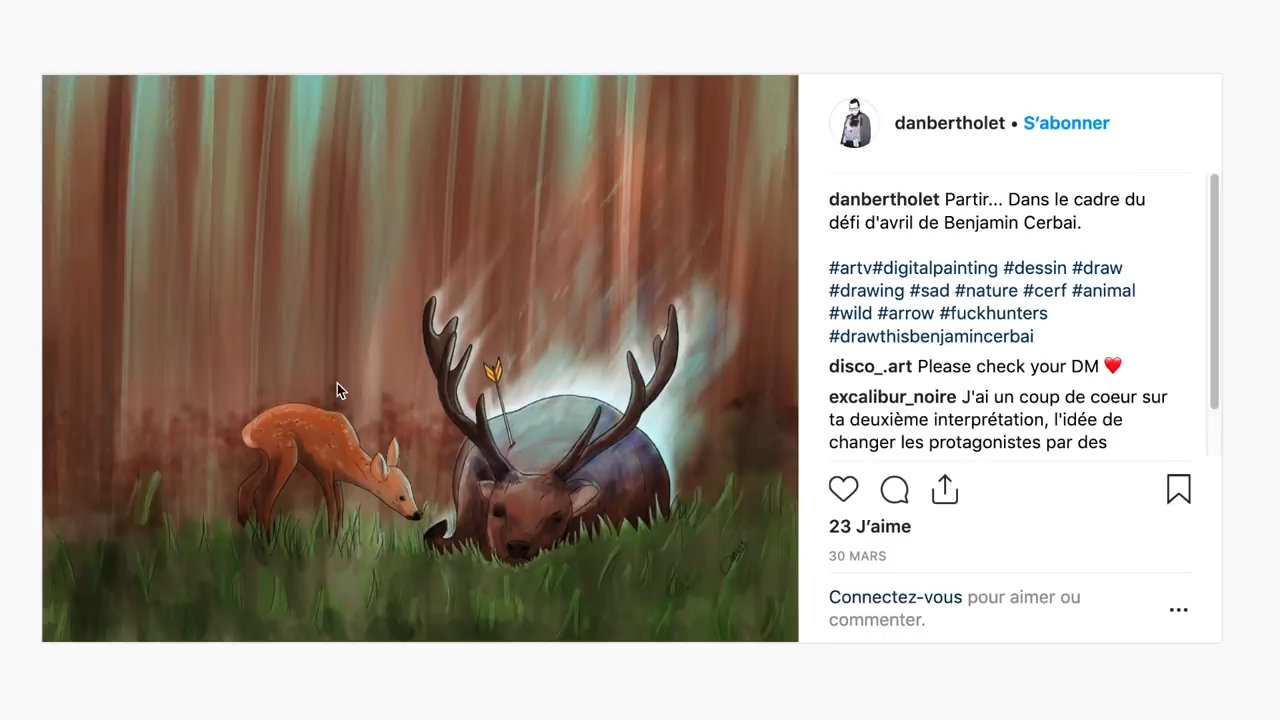 danbertholet • S'abonner
danbertholet Partir... Dans le cadre du
défi d'avril de Benjamin Cerbai.
#artv#digitalpainting #dessin #draw
#drawing #sad #nature #cerf #animal
#wild #arrow #fuckhunters
#drawthisbenjamincerbai
disco_.art Please check your DM ❤️
excalibur_noire J'ai un coup de coeur sur
ta deuxième interprétation, l'idée de
changer les protagonistes par des
23 J'aime
30 MARS
Connectez-vous pour aimer ou
commenter.